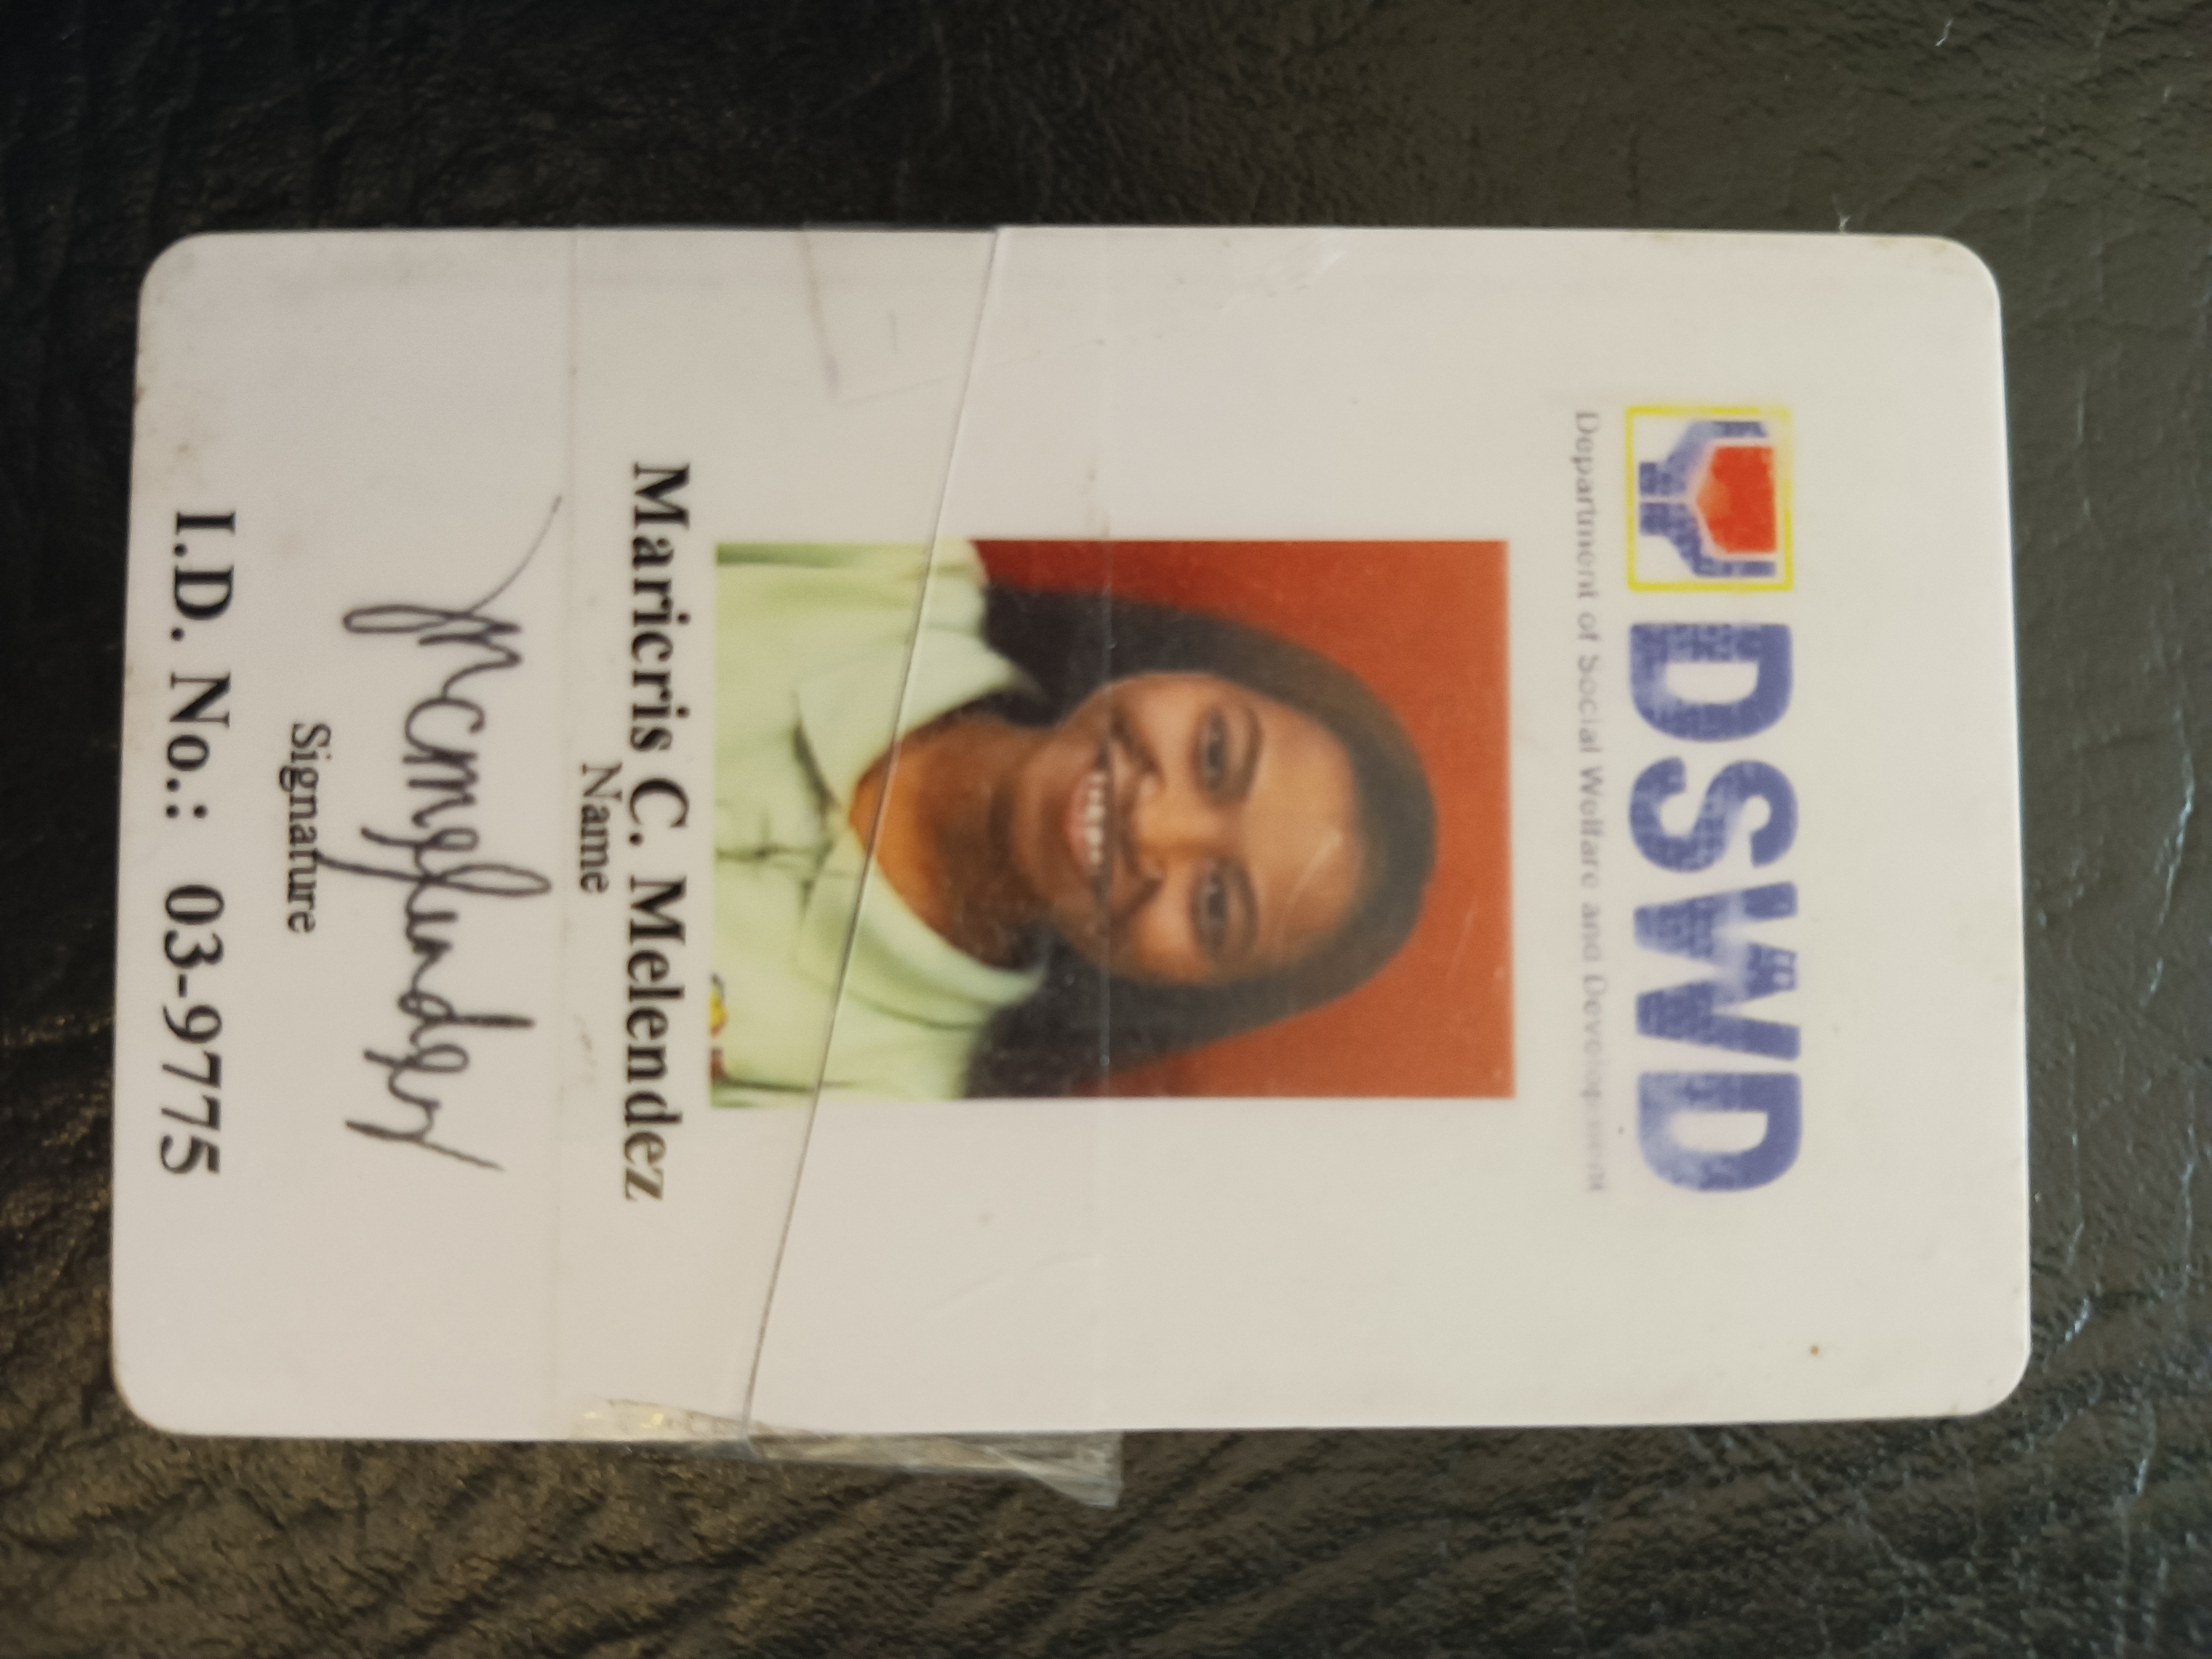 DSWD
Department of Social Welfare and Development
Maricris C. Melendez
Name
Mcmelendez
Signature
I.D. No.: 03-9775